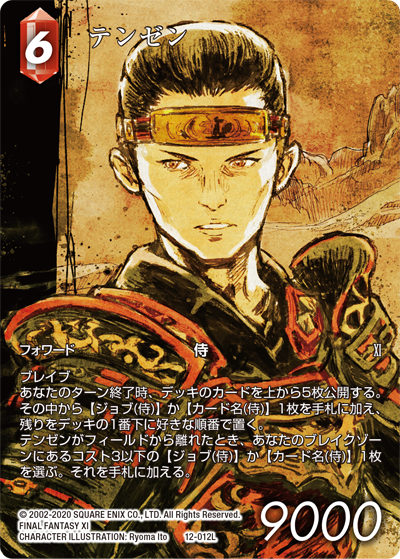 6
テンゼン
フォワード 侍 XI
ブレイブ
あなたのターン終了時、デッキのカードを上から5枚公開する。
その中から【ジョブ(侍)】か【カード名(侍)】1枚を手札に加え、
残りをデッキの1番下に好きな順番で置く。
テンゼンがフィールドから離れたとき、あなたのブレイクゾー
ンにあるコスト3以下の【ジョブ(侍)】か【カード名(侍)】1枚
を選ぶ。それを手札に加える。
© 2002-2020 SQUARE ENIX CO., LTD. All Rights Reserved.
FINAL FANTASY XI
CHARACTER ILLUSTRATION: Ryoma Ito 12-012L
9000